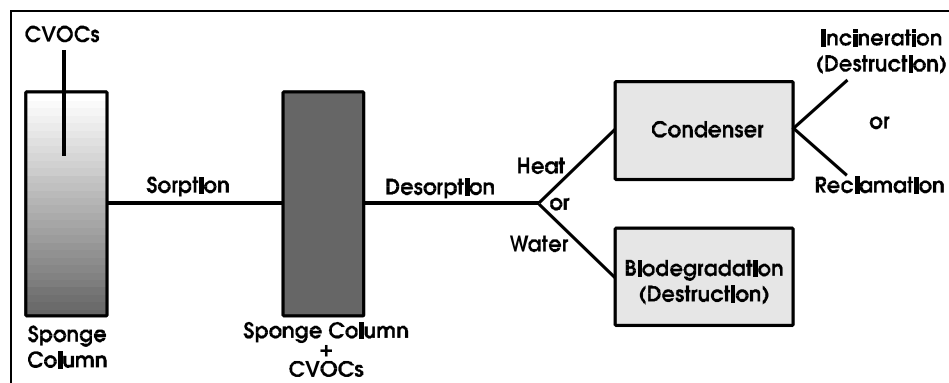 CVOCs
Sponge
Column
Sorption
Sponge Column
+
CVOCs
Desorption
Heat
or
Water
Condenser
Biodegradation
(Destruction)
Incineration
(Destruction)
or
Reclamation